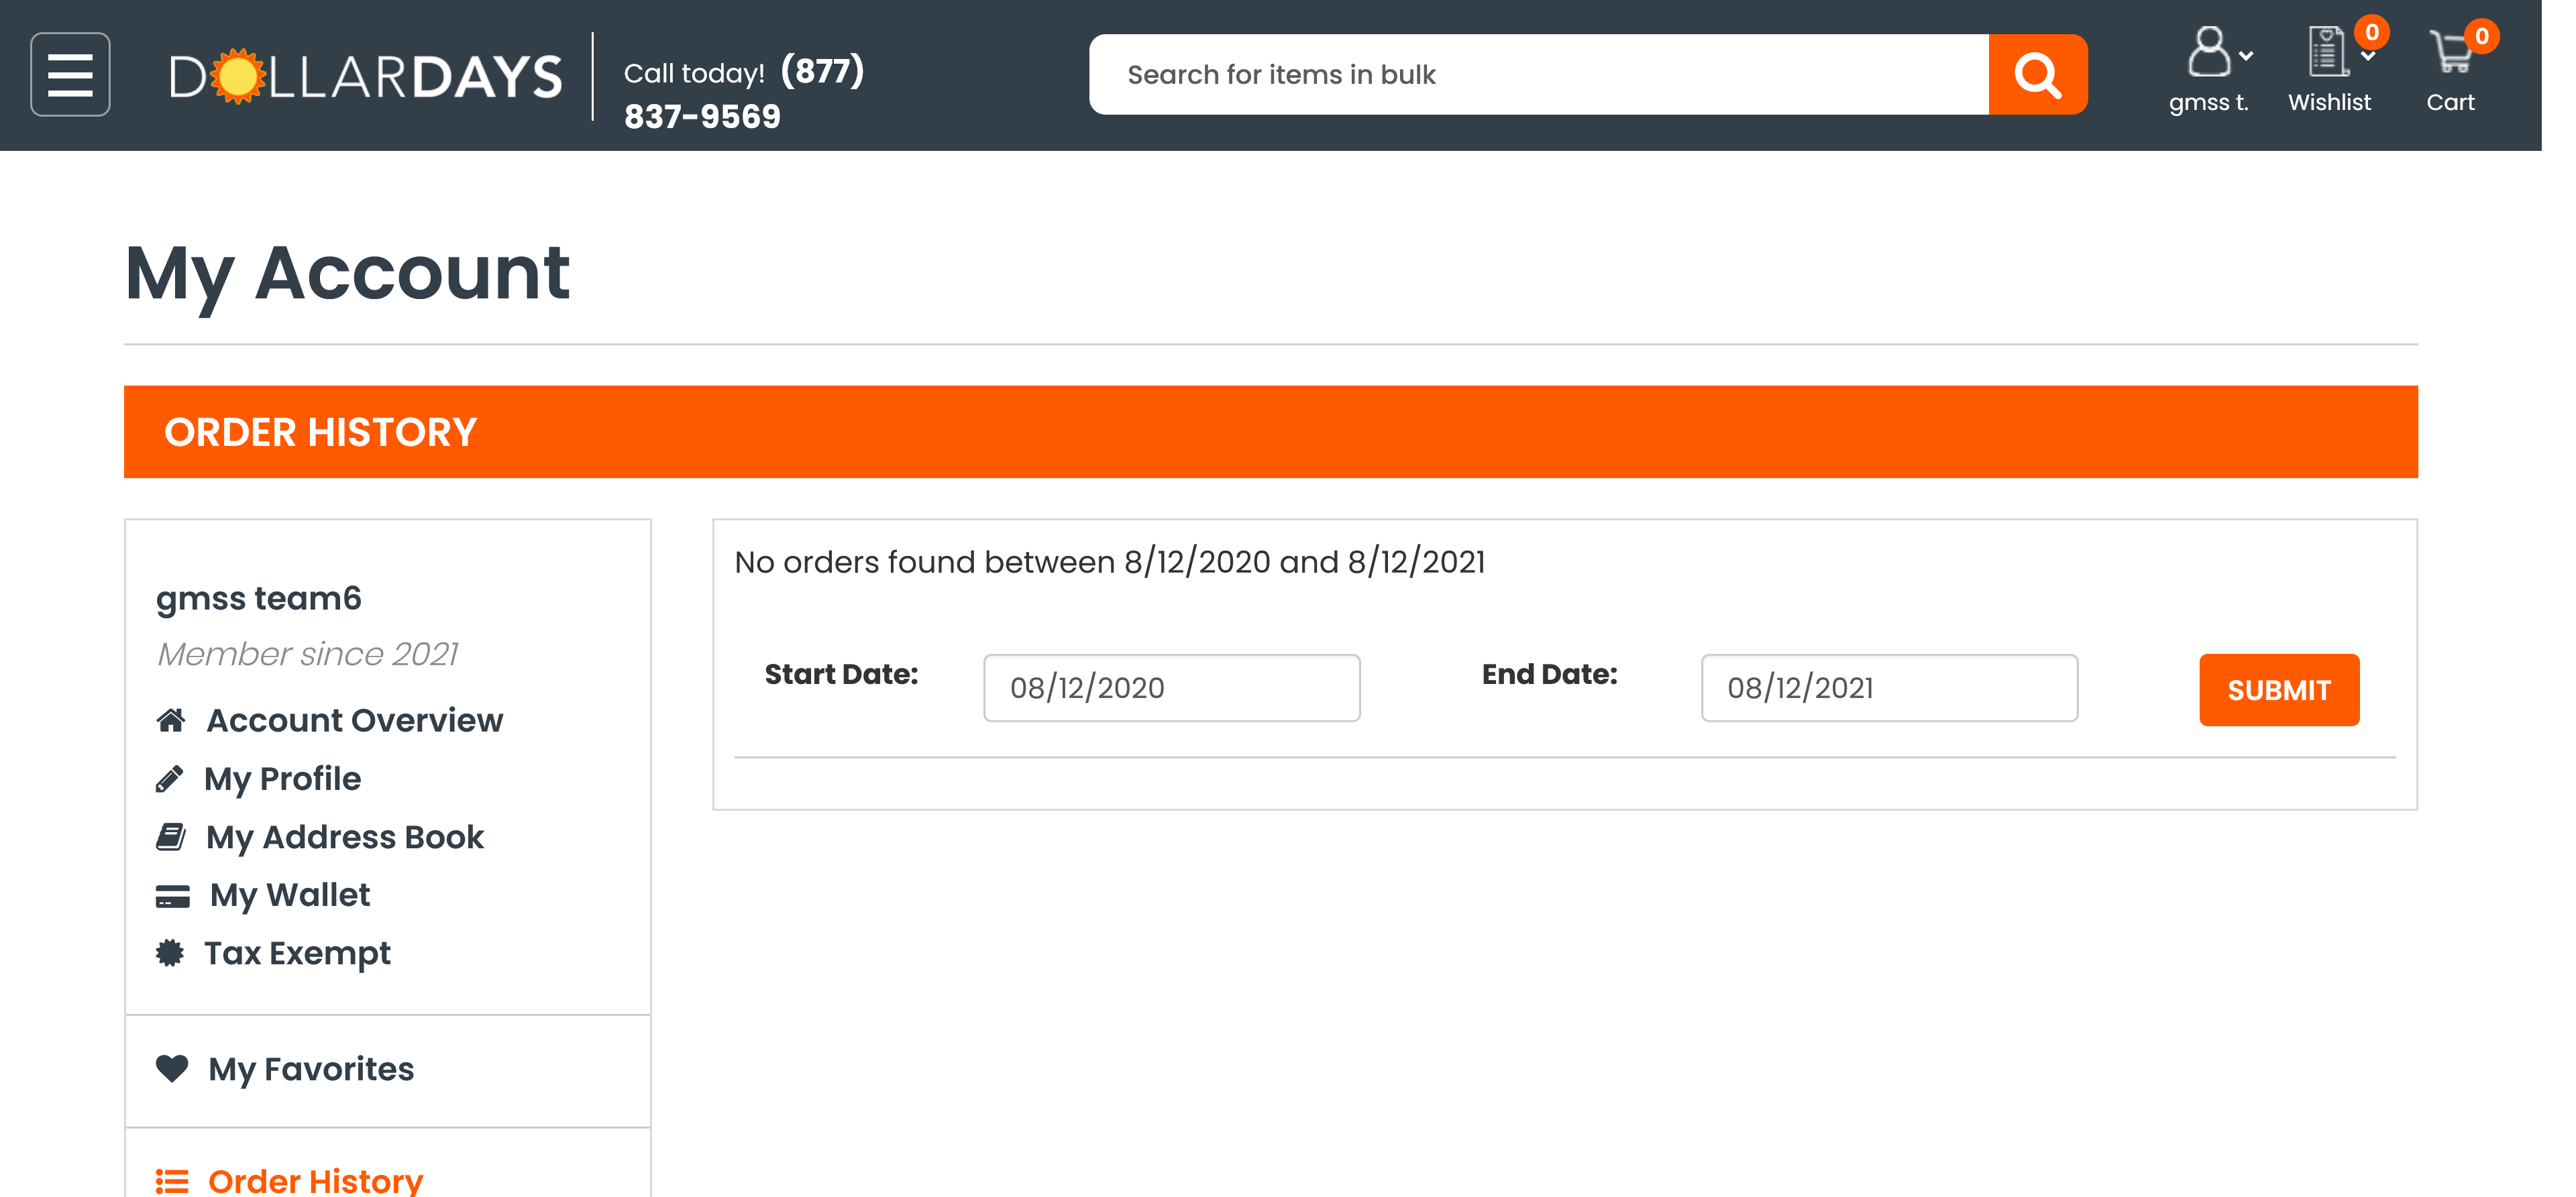 DOLLARDAYS
Call today! (877)
837-9569
Search for items in bulk
gmss t.
0
Wishlist
0
Cart
My Account
ORDER HISTORY
gmss team6
Member since 2021
Account Overview
My Profile
My Address Book
My Wallet
Tax Exempt
My Favorites
Order History
No orders found between 8/12/2020 and 8/12/2021
Start Date: 08/12/2020 End Date: 08/12/2021 SUBMIT